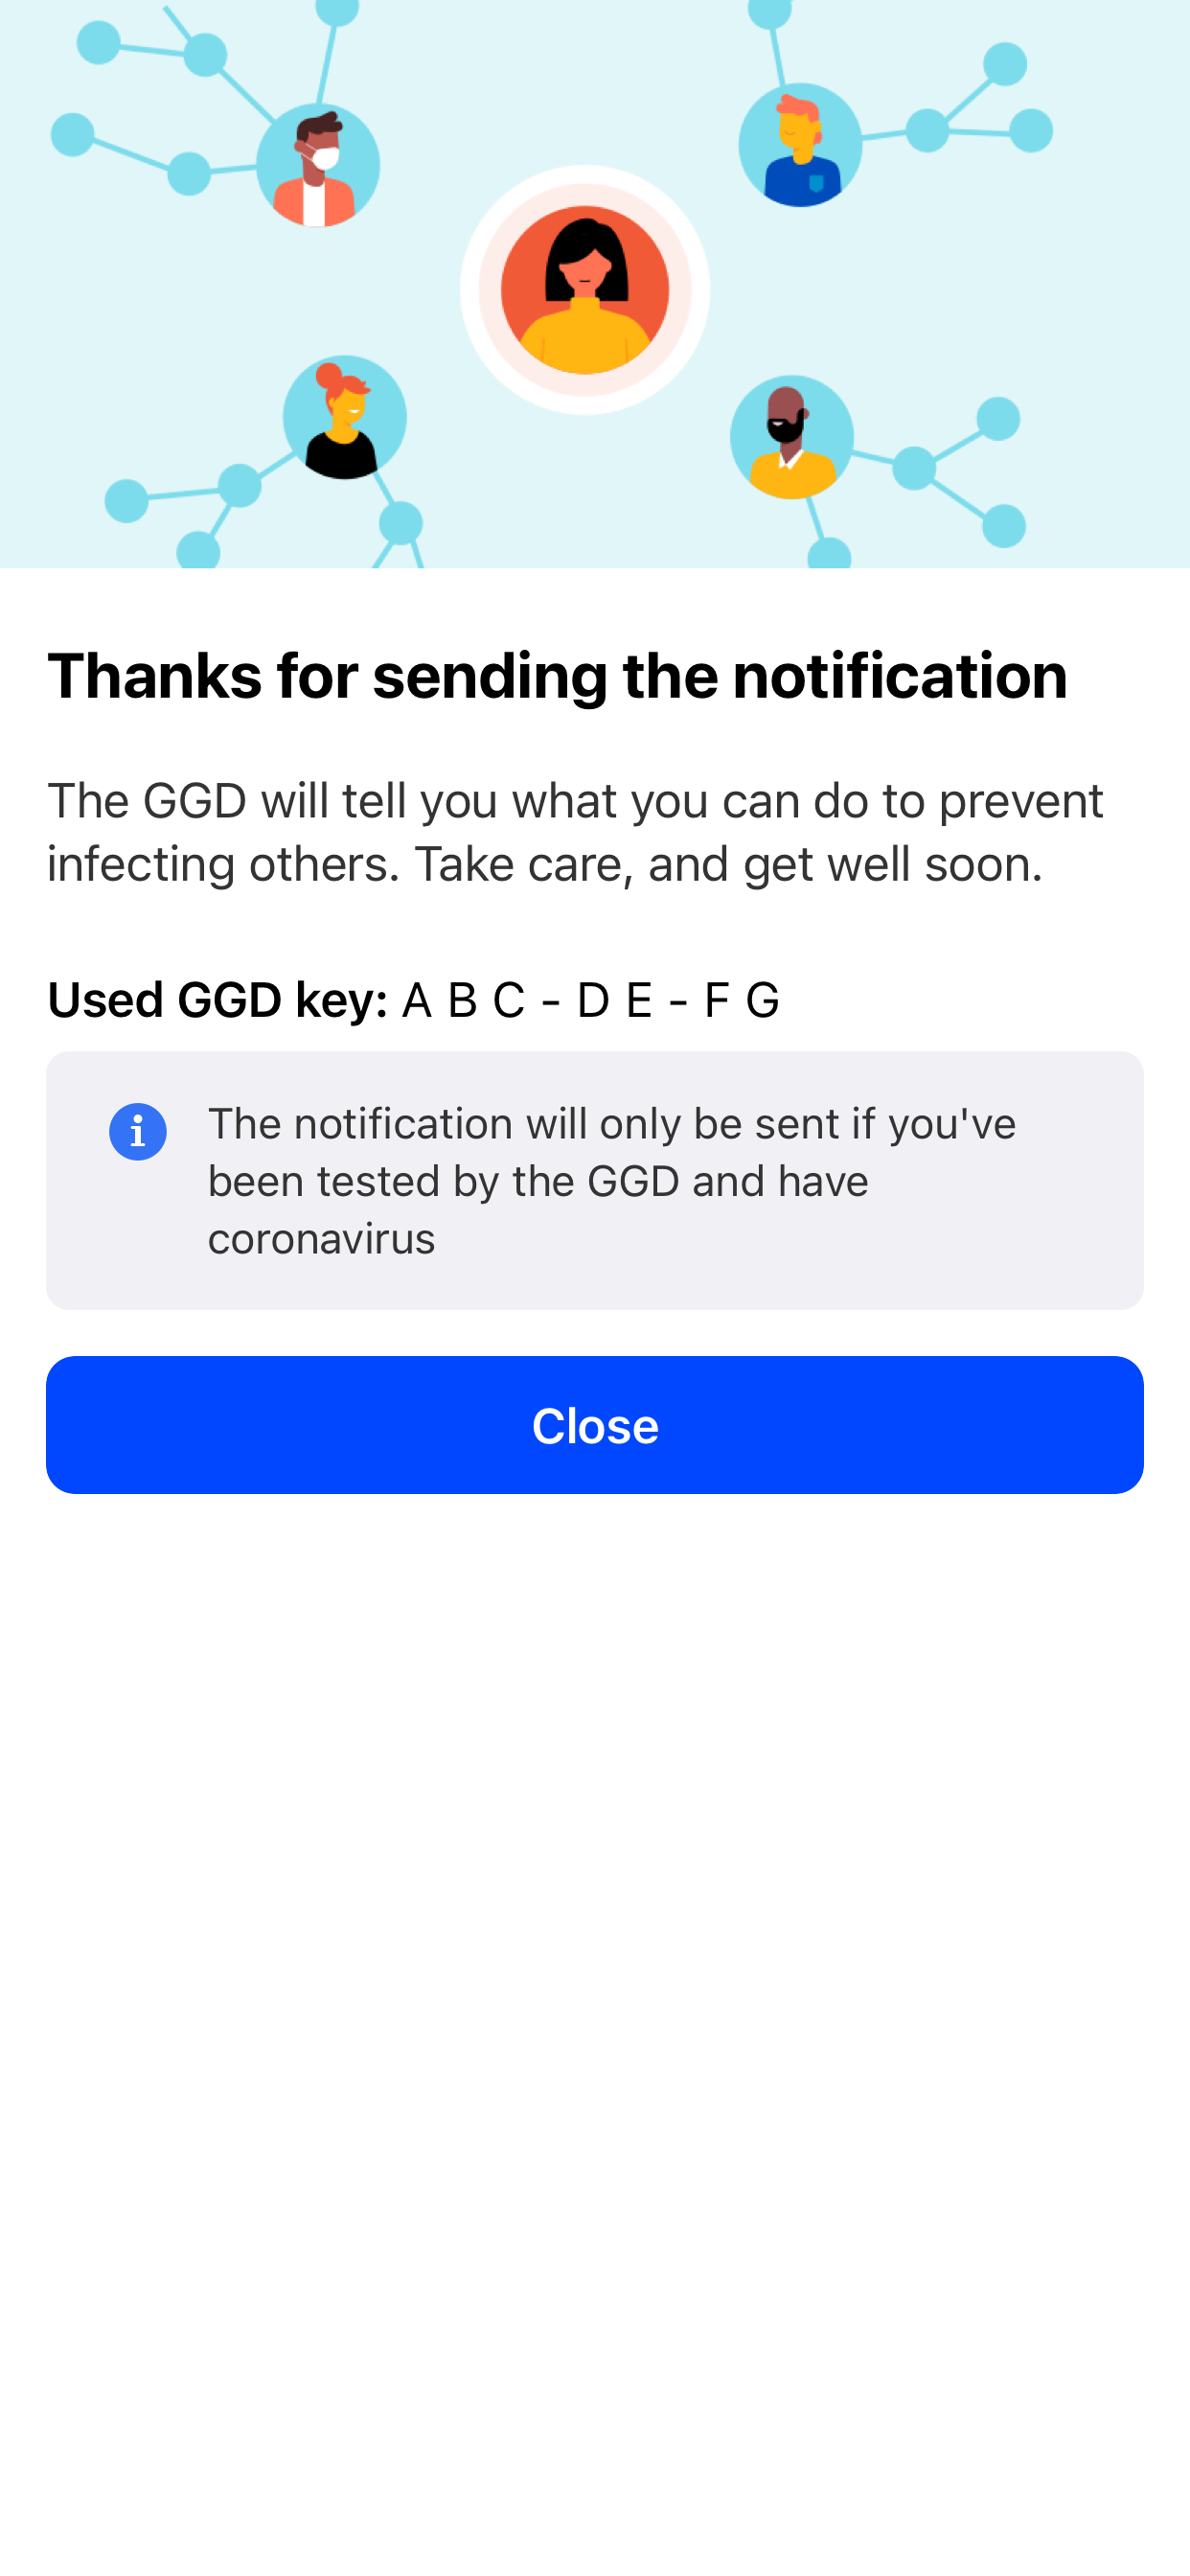 Thanks for sending the notification
The GGD will tell you what you can do to prevent
infecting others. Take care, and get well soon.
Used GGD key: A B C - D E - F G
The notification will only be sent if you've
been tested by the GGD and have
coronavirus
Close